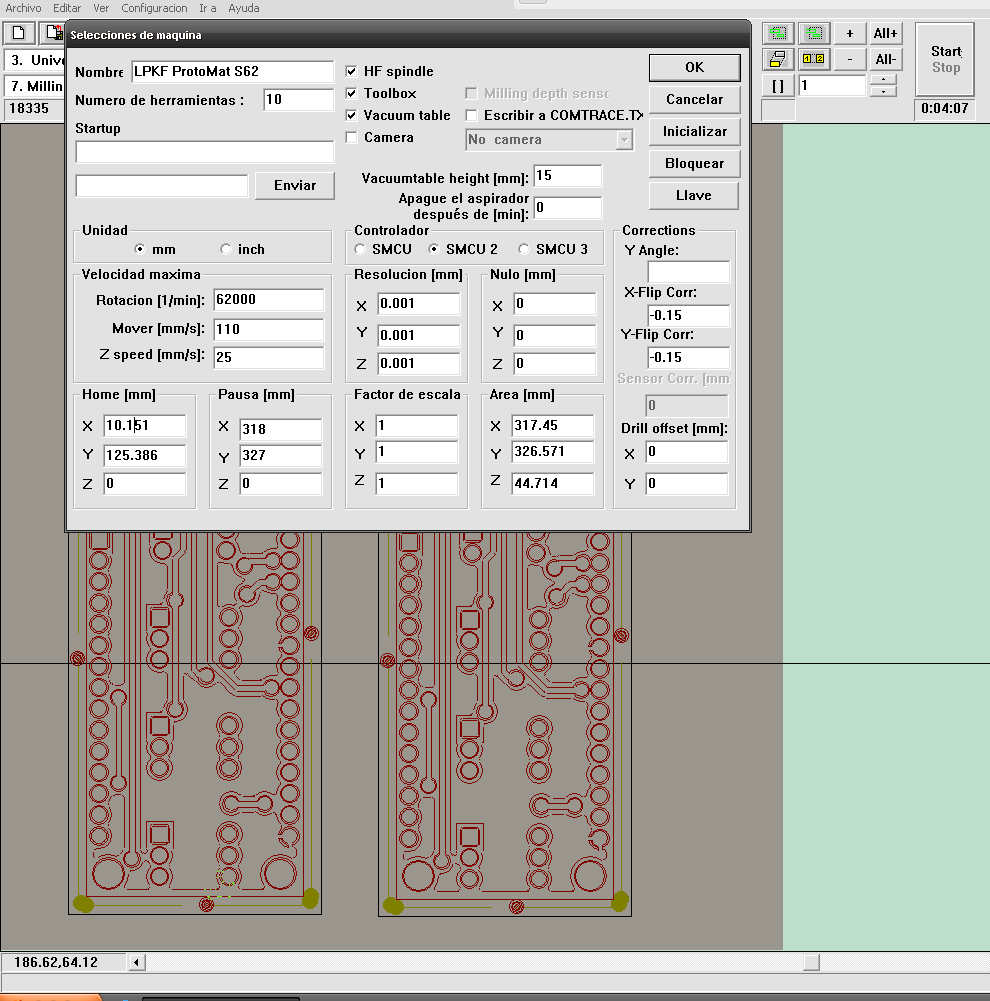 Archivo Editar Ver Configuracion Ir a Ayuda
Selecciones de maquina
3. Unive
7. Millin
18335
Nombre LPKF ProtoMat S62
Numero de herramientas : 10
Startup
Enviar
HF spindle
Toolbox
Vacuum table
Camera
Milling depth senso
Escribir a COMTRACE.TX
No camera
Vacuumtable height [mm]: 15
Apague el aspirador
después de [min]: 0
OK
Cancelar
Inicializar
Bloquear
Llave
+ All+
- All-
[ ] 1
Start
Stop
0:04:07
Unidad
mm inch
Controlador
SMCU SMCU 2 SMCU 3
Velocidad maxima
Rotacion [1/min]: 62000
Mover [mm/s]: 110
Z speed [mm/s]: 25
Resolucion [mm]
X 0.001
Y 0.001
Z 0.001
Nulo [mm]
X 0
Y 0
Z 0
Corrections
Y Angle:
X-Flip Corr:
-0.15
Y-Flip Corr:
-0.15
Sensor Corr. [mm
0
Drill offset [mm]:
X 0
Y 0
Home [mm]
X 10.151
Y 125.386
Z 0
Pausa [mm]
X 318
Y 327
Z 0
Factor de escala
X 1
Y 1
Z 1
Area [mm]
X 317.45
Y 326.571
Z 44.714
186.62,64.12